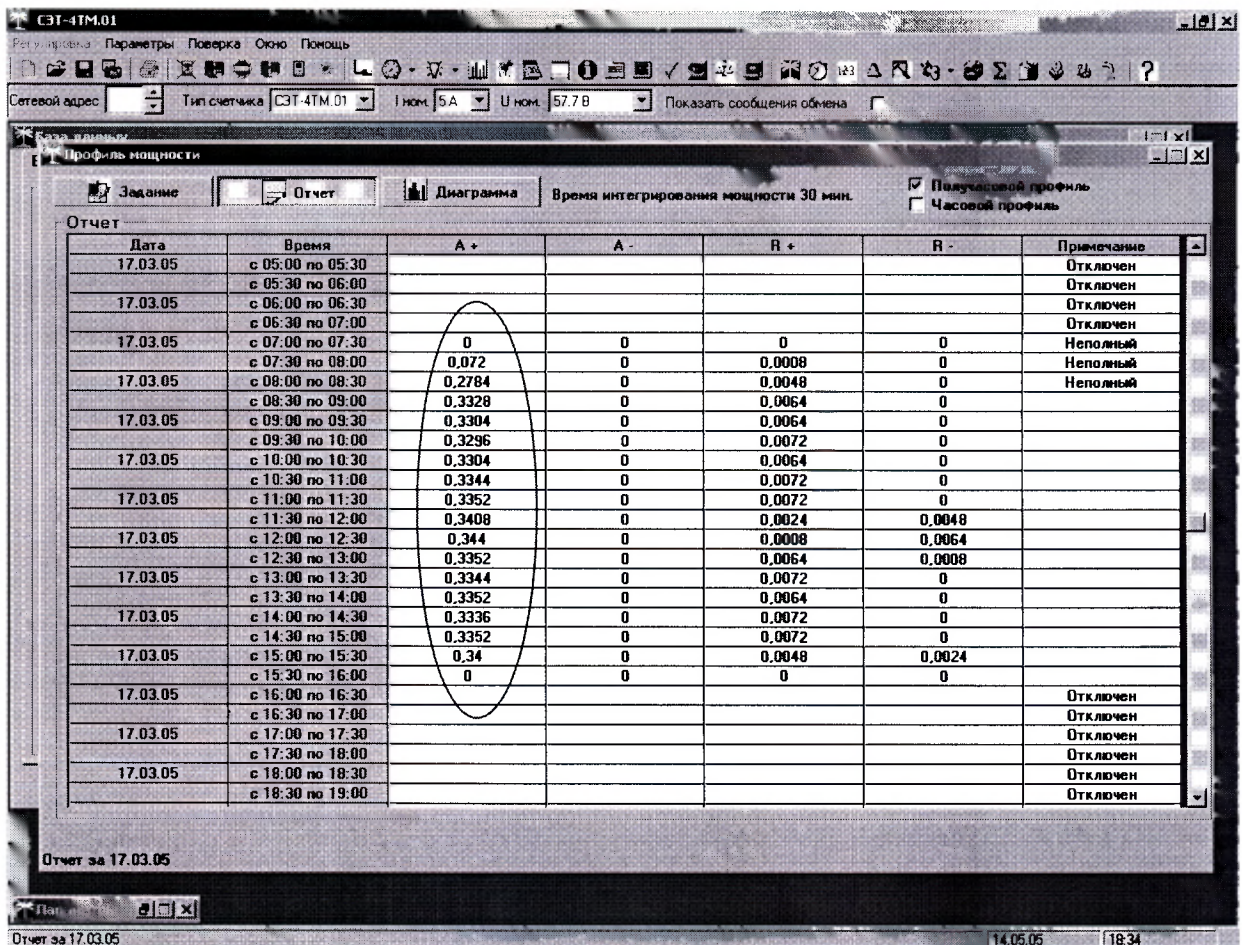 СЭТ-4ТМ.01
Регулировка Параметры Поверка Окно Помощь
Сетевой адрес Тип счетчика СЭТ-4ТМ.01 I ном. 5 А U ном. 57.7 В Показать сообщения обмена
База данных
Профиль мощности
Задание Отчет Диаграмма Время интегрирования мощности 30 мин. Получасовой профиль
Часовой профиль
Отчет
Дата Время A + A - R + R - Примечание
17.03.05 с 05:00 по 05:30 Отключен
с 05:30 по 06:00 Отключен
17.03.05 с 06:00 по 06:30 Отключен
с 06:30 по 07:00 Отключен
17.03.05 с 07:00 по 07:30 0 0 0 0 Неполный
с 07:30 по 08:00 0,072 0 0,0008 0 Неполный
17.03.05 с 08:00 по 08:30 0,2784 0 0,0048 0 Неполный
с 08:30 по 09:00 0,3328 0 0,0064 0
17.03.05 с 09:00 по 09:30 0,3304 0 0,0064 0
с 09:30 по 10:00 0,3296 0 0,0072 0
17.03.05 с 10:00 по 10:30 0,3304 0 0,0064 0
с 10:30 по 11:00 0,3344 0 0,0072 0
17.03.05 с 11:00 по 11:30 0,3352 0 0,0072 0
с 11:30 по 12:00 0,3408 0 0,0024 0,0048
17.03.05 с 12:00 по 12:30 0,344 0 0,0008 0,0064
с 12:30 по 13:00 0,3352 0 0,0064 0,0008
17.03.05 с 13:00 по 13:30 0,3344 0 0,0072 0
с 13:30 по 14:00 0,3352 0 0,0064 0
17.03.05 с 14:00 по 14:30 0,3336 0 0,0072 0
с 14:30 по 15:00 0,3352 0 0,0072 0
17.03.05 с 15:00 по 15:30 0,34 0 0,0048 0,0024
с 15:30 по 16:00 0 0 0 0
17.03.05 с 16:00 по 16:30 Отключен
с 16:30 по 17:00 Отключен
17.03.05 с 17:00 по 17:30 Отключен
с 17:30 по 18:00 Отключен
17.03.05 с 18:00 по 18:30 Отключен
с 18:30 по 19:00 Отключен
Отчет за 17.03.05
Отчет за 17.03.05 14.05.05 18:34